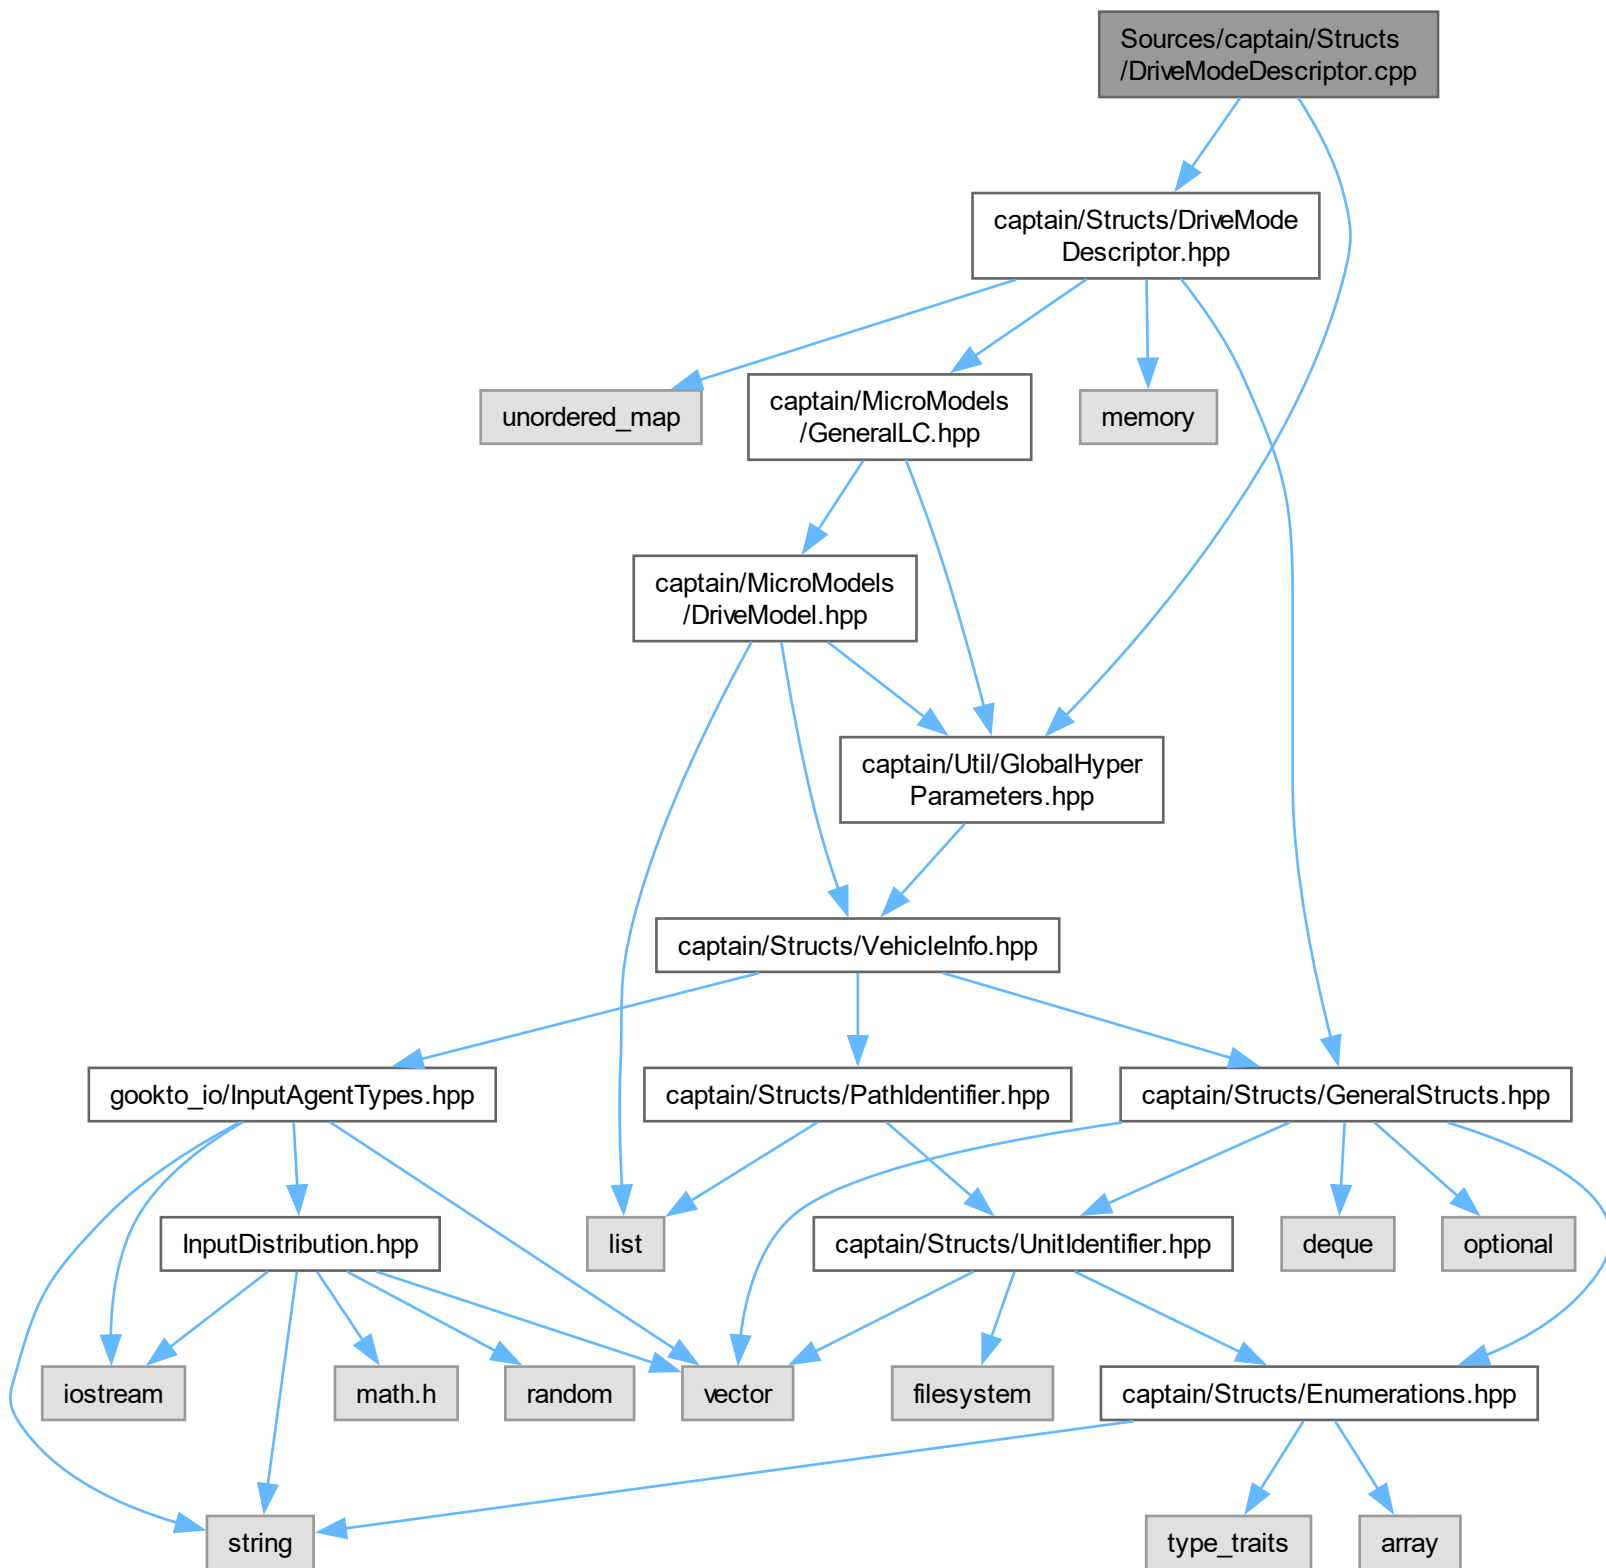 Sources/captain/Structs
/DriveModeDescriptor.cpp
captain/Structs/DriveMode
Descriptor.hpp
unordered_map
captain/MicroModels
/GeneralLC.hpp
memory
captain/MicroModels
/DriveModel.hpp
captain/Util/GlobalHyper
Parameters.hpp
captain/Structs/VehicleInfo.hpp
gookto_io/InputAgentTypes.hpp
captain/Structs/PathIdentifier.hpp
captain/Structs/GeneralStructs.hpp
InputDistribution.hpp
list
captain/Structs/UnitIdentifier.hpp
deque
optional
iostream
math.h
random
vector
filesystem
captain/Structs/Enumerations.hpp
string
type_traits
array